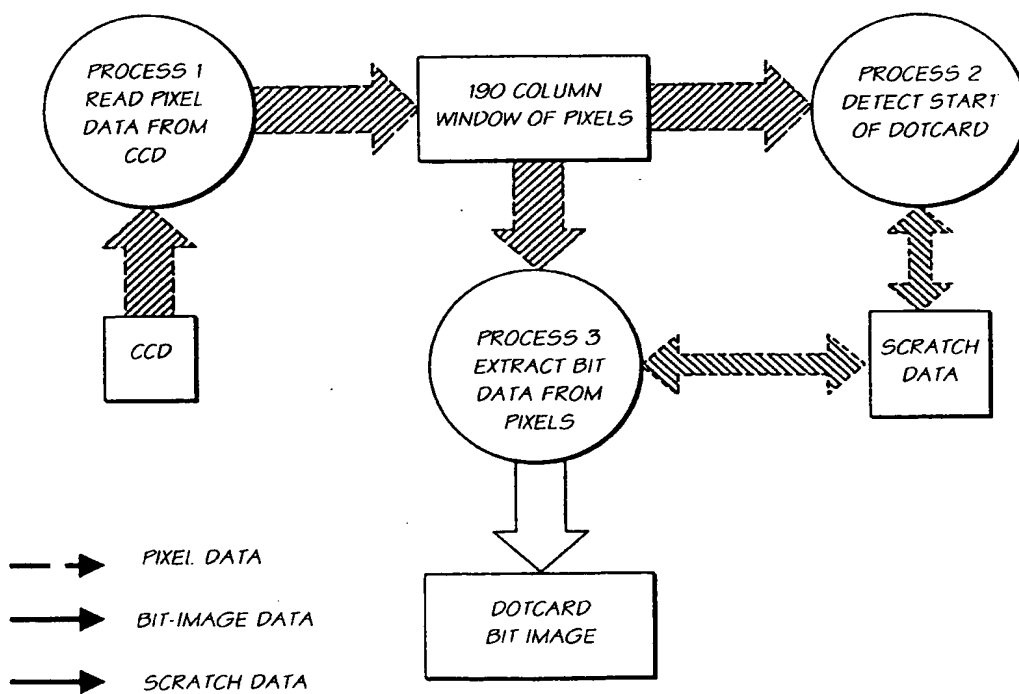 PROCESS 1
READ PIXEL
DATA FROM
CCD
190 COLUMN
WINDOW OF PIXELS
PROCESS 2
DETECT START
OF DOTCARD
CCD
PROCESS 3
EXTRACT BIT
DATA FROM
PIXELS
SCRATCH
DATA
PIXEL. DATA
BIT-IMAGE DATA
SCRATCH DATA
DOTCARD
BIT IMAGE